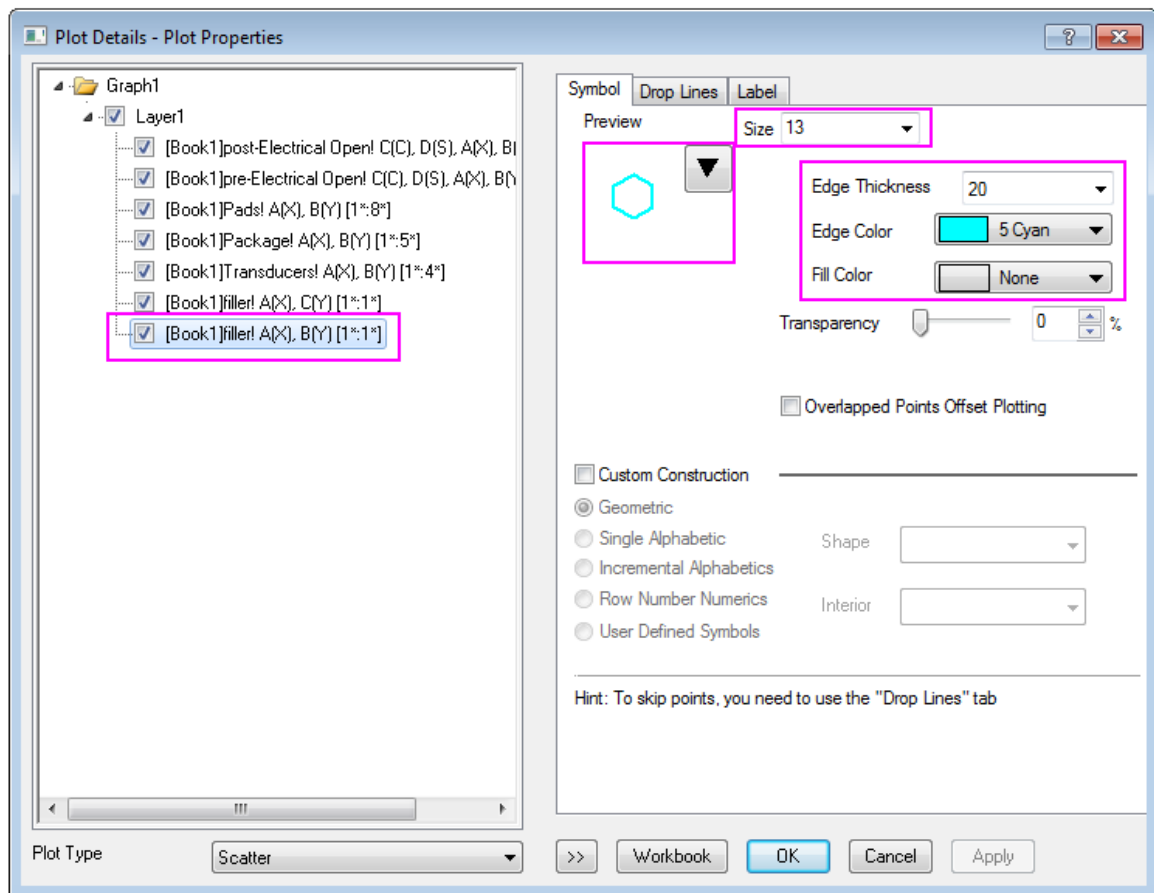 Plot Details - Plot Properties
Graph1
Layer1
[Book1]post-Electrical Open! C(C), D(S), A(X), B(
[Book1]pre-Electrical Open! C(C), D(S), A(X), B(Y
[Book1]Pads! A(X), B(Y) [1*:8*]
[Book1]Package! A(X), B(Y) [1*:5*]
[Book1]Transducers! A(X), B(Y) [1*:4*]
[Book1]filler! A(X), C(Y) [1*:1*]
[Book1]filler! A(X), B(Y) [1*:1*]
Plot Type
Scatter
Symbol
Drop Lines
Label
Preview
Size 13
Edge Thickness 20
Edge Color 5 Cyan
Fill Color None
Transparency 0 %
Overlapped Points Offset Plotting
Custom Construction
Geometric
Single Alphabetic
Incremental Alphabetics
Row Number Numerics
User Defined Symbols
Shape
Interior
Hint: To skip points, you need to use the "Drop Lines" tab
>>
Workbook
OK
Cancel
Apply